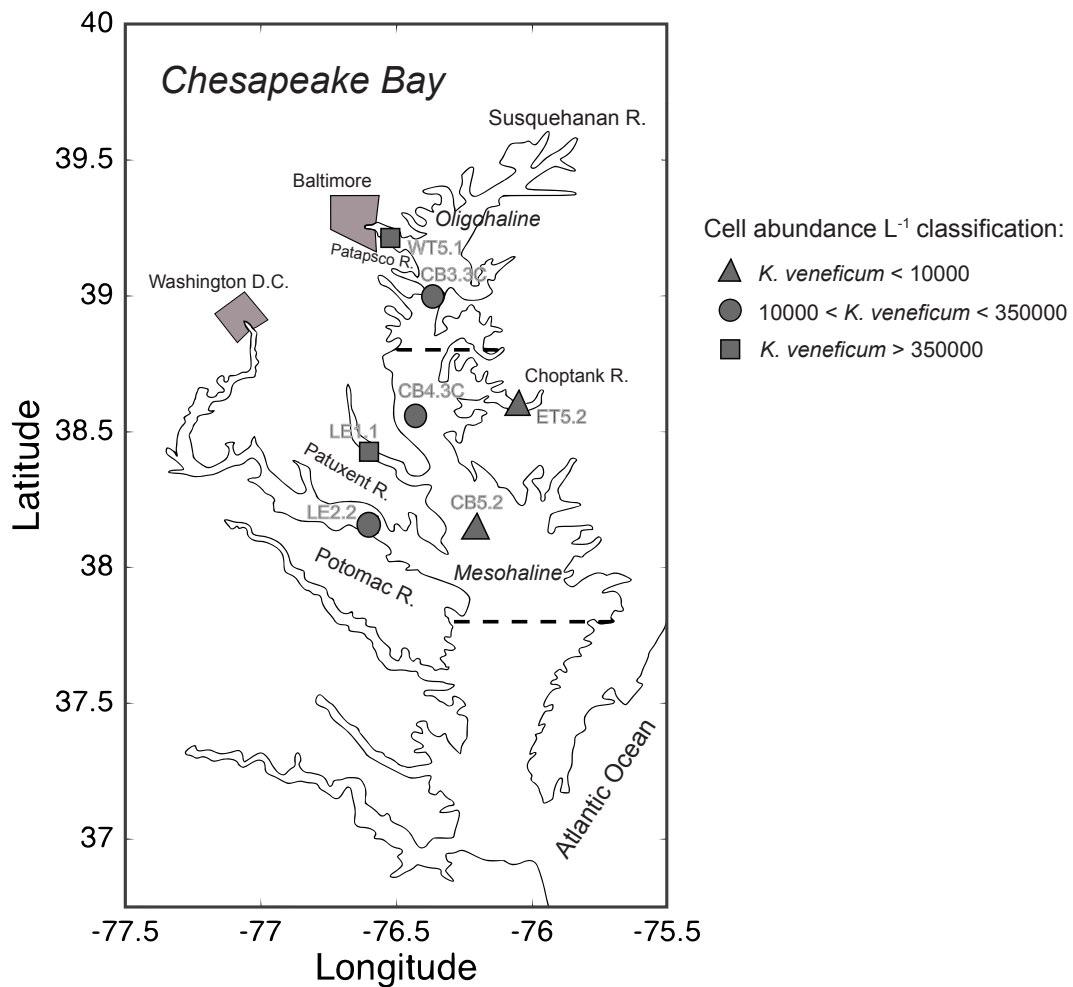 40
Chesapeake Bay
Susquehanan R.
39.5
Baltimore
Oligohaline
WT5.1
Patapsco R.
CB3.3C
Washington D.C.
39
Choptank R.
CB4.3C
ET5.2
38.5
LE1.1
Patuxent R.
CB5.2
LE2.2
38
Potomac R.
Mesohaline
37.5
Atlantic Ocean
37
-77.5 -77 -76.5 -76 -75.5
Longitude
Latitude
Cell abundance L-1 classification:
K. veneficum < 10000
10000 < K. veneficum < 350000
K. veneficum > 350000